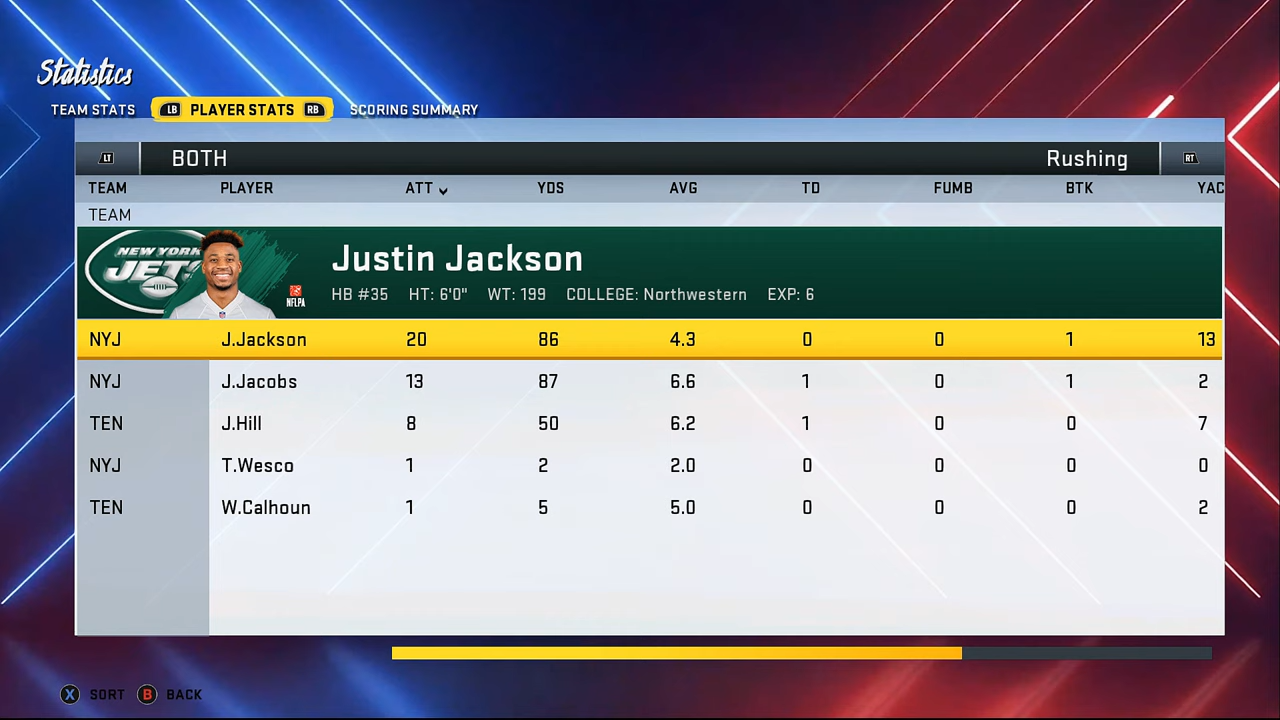 Statistics
TEAM STATS LB PLAYER STATS RB SCORING SUMMARY
LT BOTH Rushing RT
TEAM PLAYER ATT YDS AVG TD FUMB BTK YAC
TEAM
NEW YORK
JETS
Justin Jackson
HB #35 HT: 6'0" WT: 199 COLLEGE: Northwestern EXP: 6
NFLPA
NYJ J.Jackson 20 86 4.3 0 0 1 13
NYJ J.Jacobs 13 87 6.6 1 0 1 2
TEN J.Hill 8 50 6.2 1 0 0 7
NYJ T.Wesco 1 2 2.0 0 0 0 0
TEN W.Calhoun 1 5 5.0 0 0 0 2
X SORT B BACK